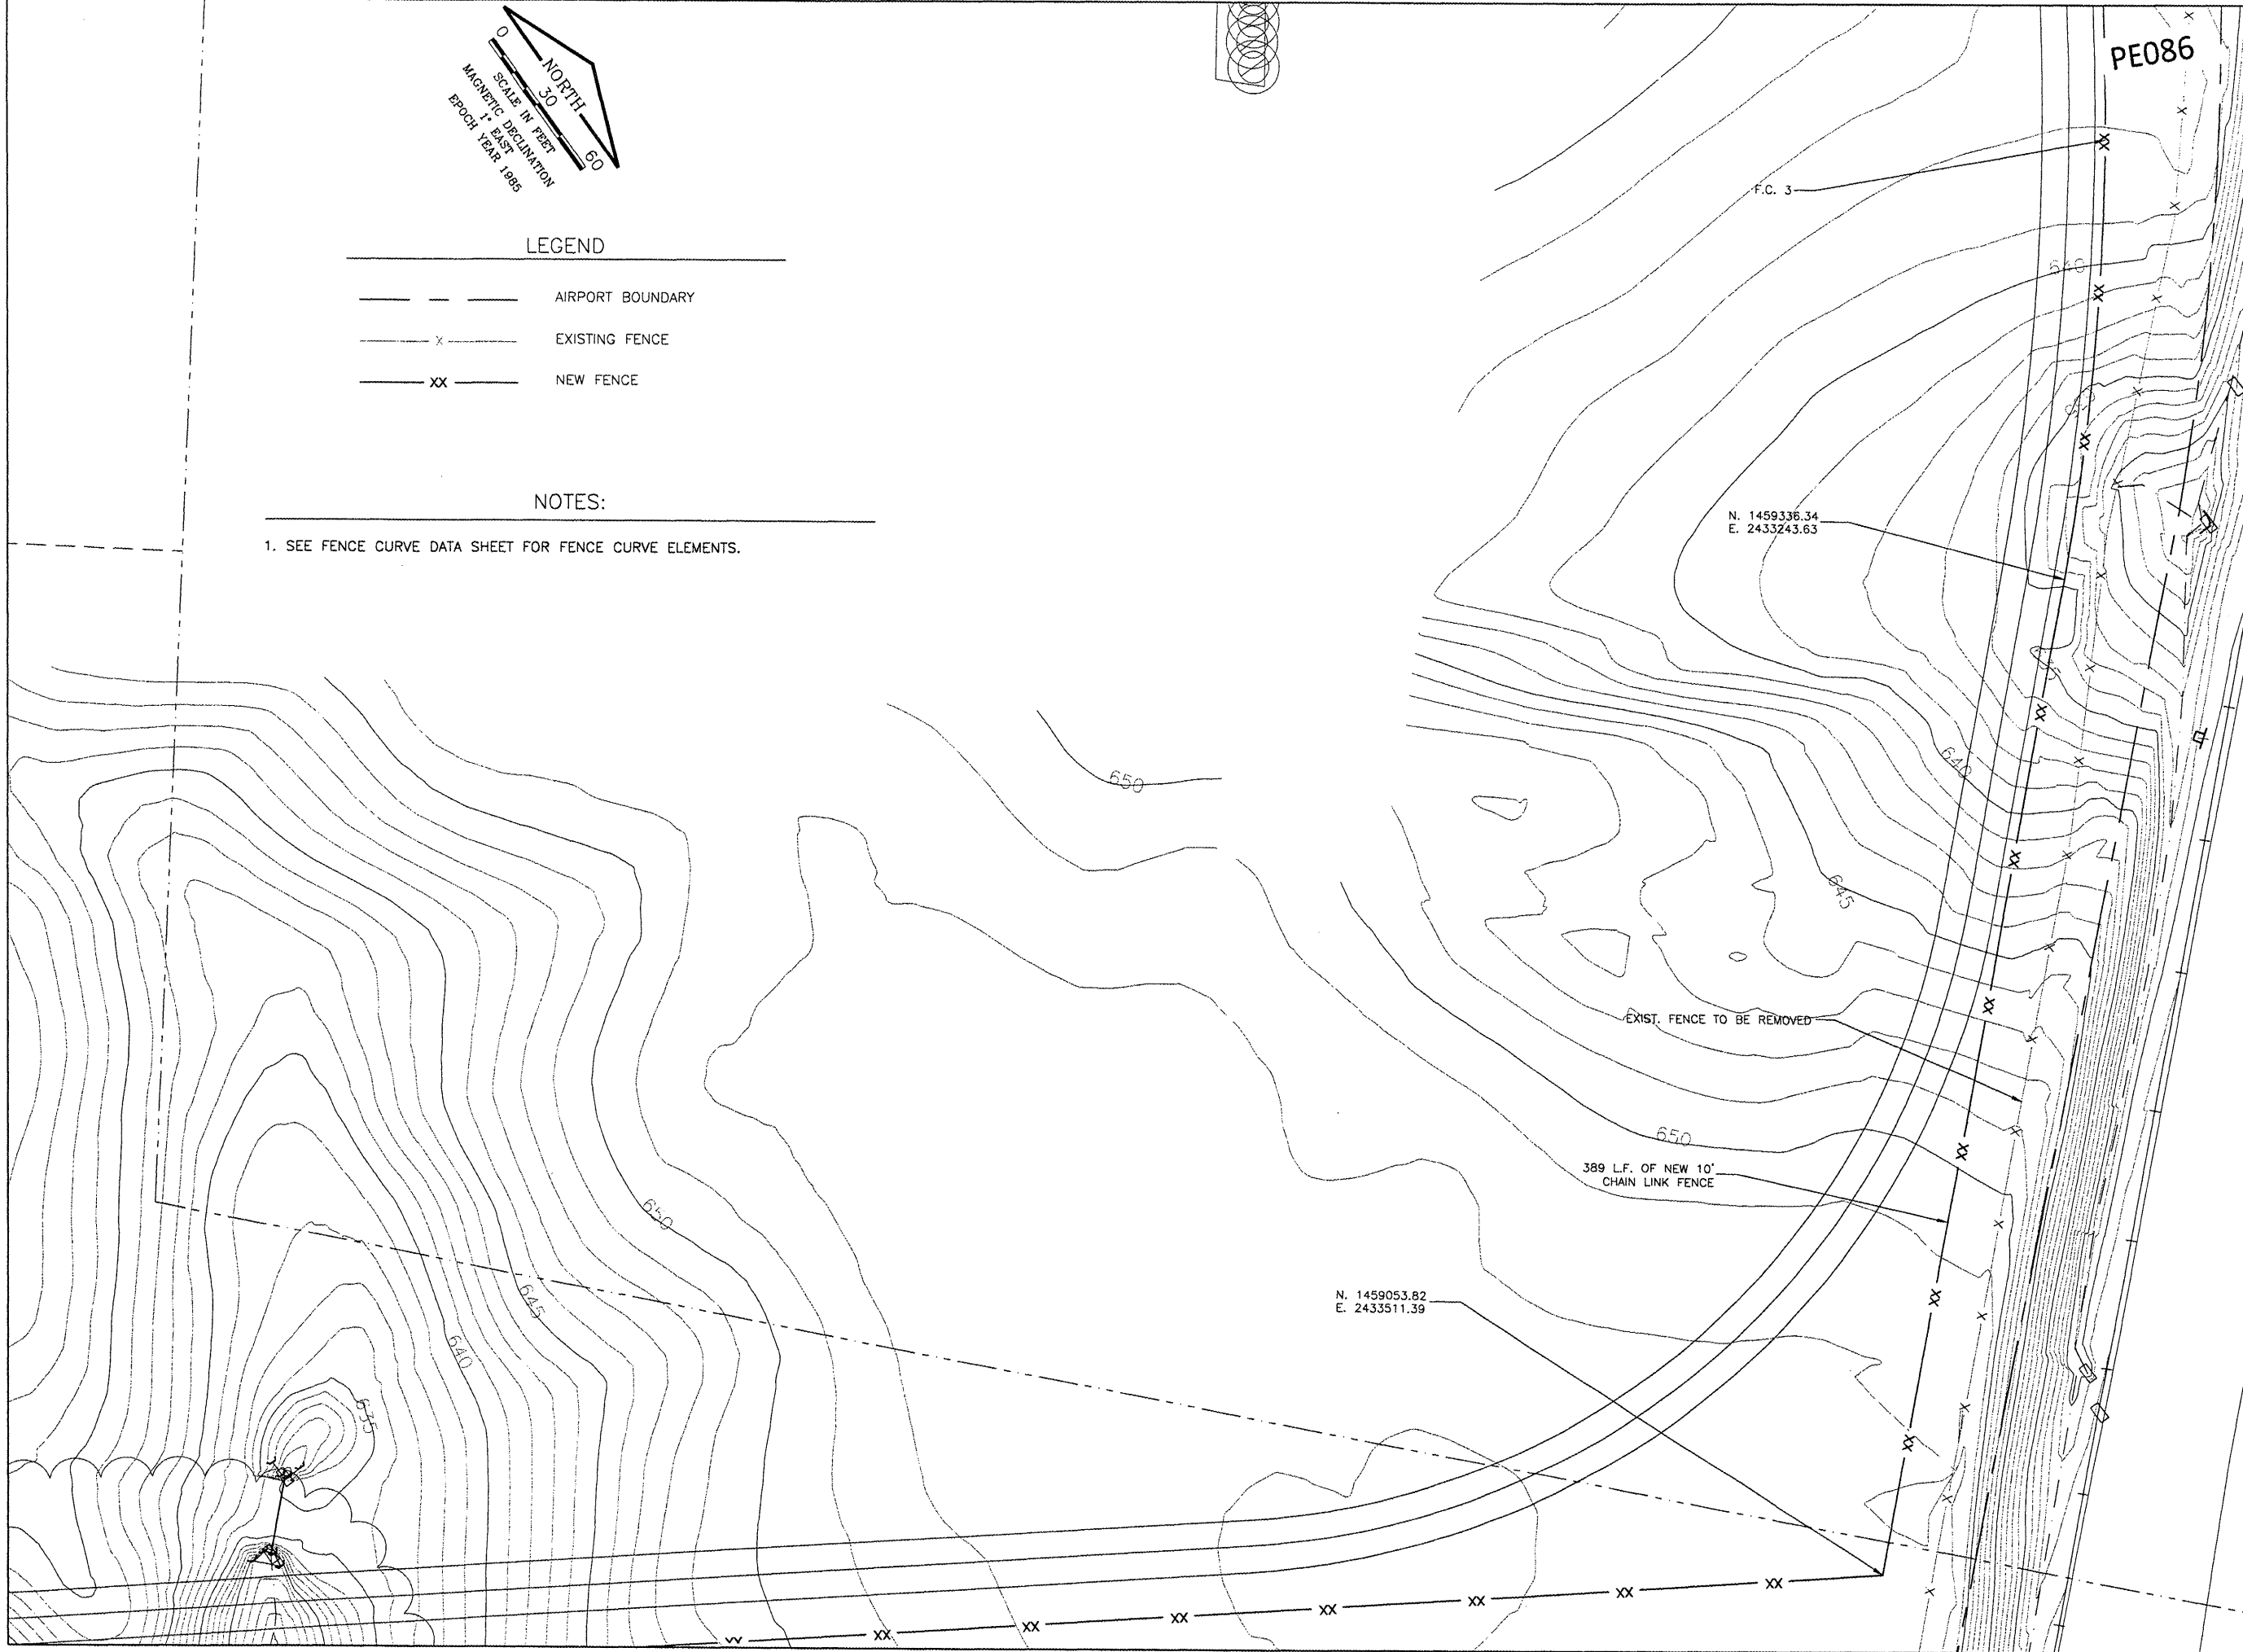 PE086
0
NORTH
30
60
SCALE IN FEET
MAGNETIC DECLINATION
1° EAST
EPOCH YEAR 1985
LEGEND
AIRPORT BOUNDARY
X
EXISTING FENCE
XX
NEW FENCE
NOTES:
1. SEE FENCE CURVE DATA SHEET FOR FENCE CURVE ELEMENTS.
F.C. 3
640
N. 1459336.34
E. 2433243.63
640
645
650
EXIST. FENCE TO BE REMOVED
650
389 L.F. OF NEW 10'
CHAIN LINK FENCE
N. 1459053.82
E. 2433511.39
650
645
640
635